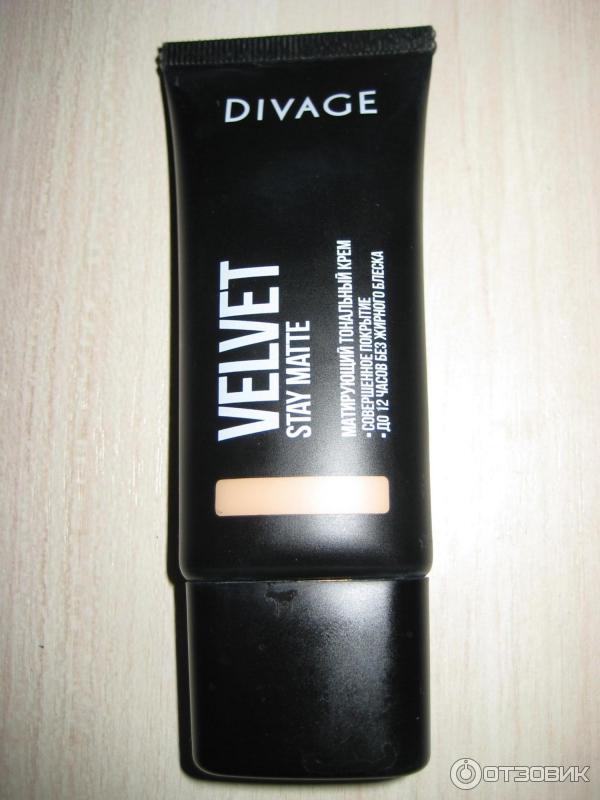 DIVAGE
VELVET
STAY MATTE
МАТИРУЮЩИЙ ТОНАЛЬНЫЙ КРЕМ
• СОВЕРШЕННОЕ ПОКРЫТИЕ
• ДО 12 ЧАСОВ БЕЗ ЖИРНОГО БЛЕСКА
ОТЗОВИК